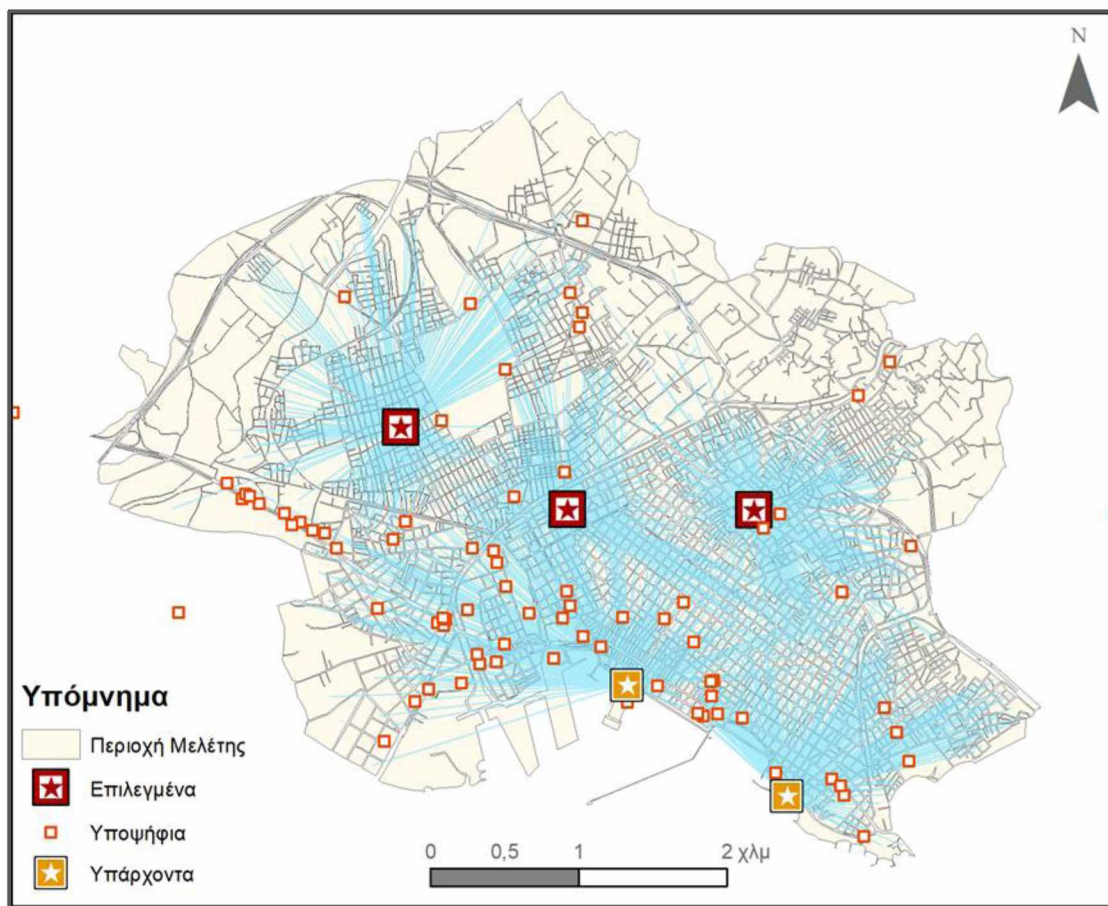 N
Υπόμνημα
Περιοχή Μελέτης
Επιλεγμένα
Υποψήφια
Υπάρχοντα
0 0,5 1 2 χλμ